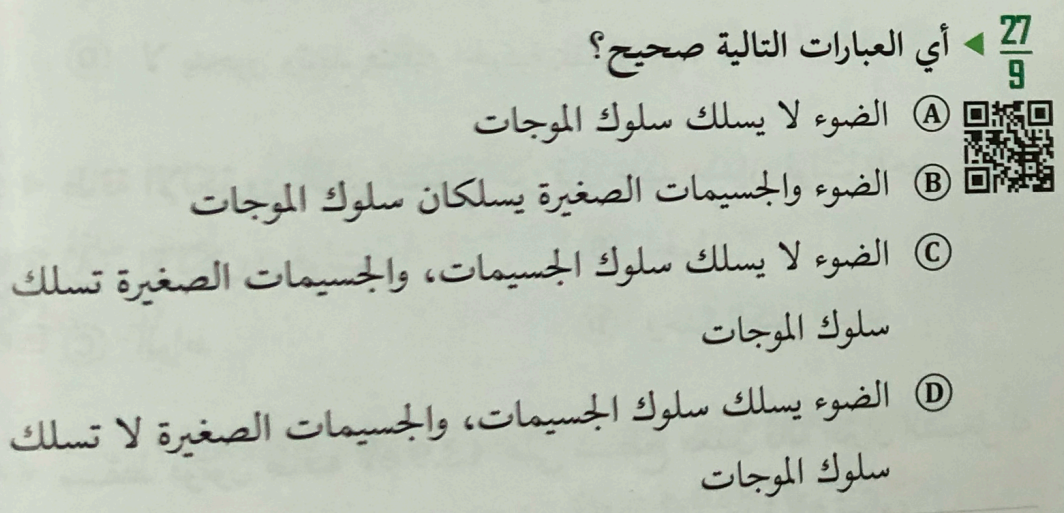 27/9 ◀ أي العبارات التالية صحيح؟
Ⓐ الضوء لا يسلك سلوك الموجات
Ⓑ الضوء والجسيمات الصغيرة يسلكان سلوك الموجات
Ⓒ الضوء لا يسلك سلوك الجسيمات، والجسيمات الصغيرة تسلك
سلوك الموجات
Ⓓ الضوء يسلك سلوك الجسيمات، والجسيمات الصغيرة لا تسلك
سلوك الموجات